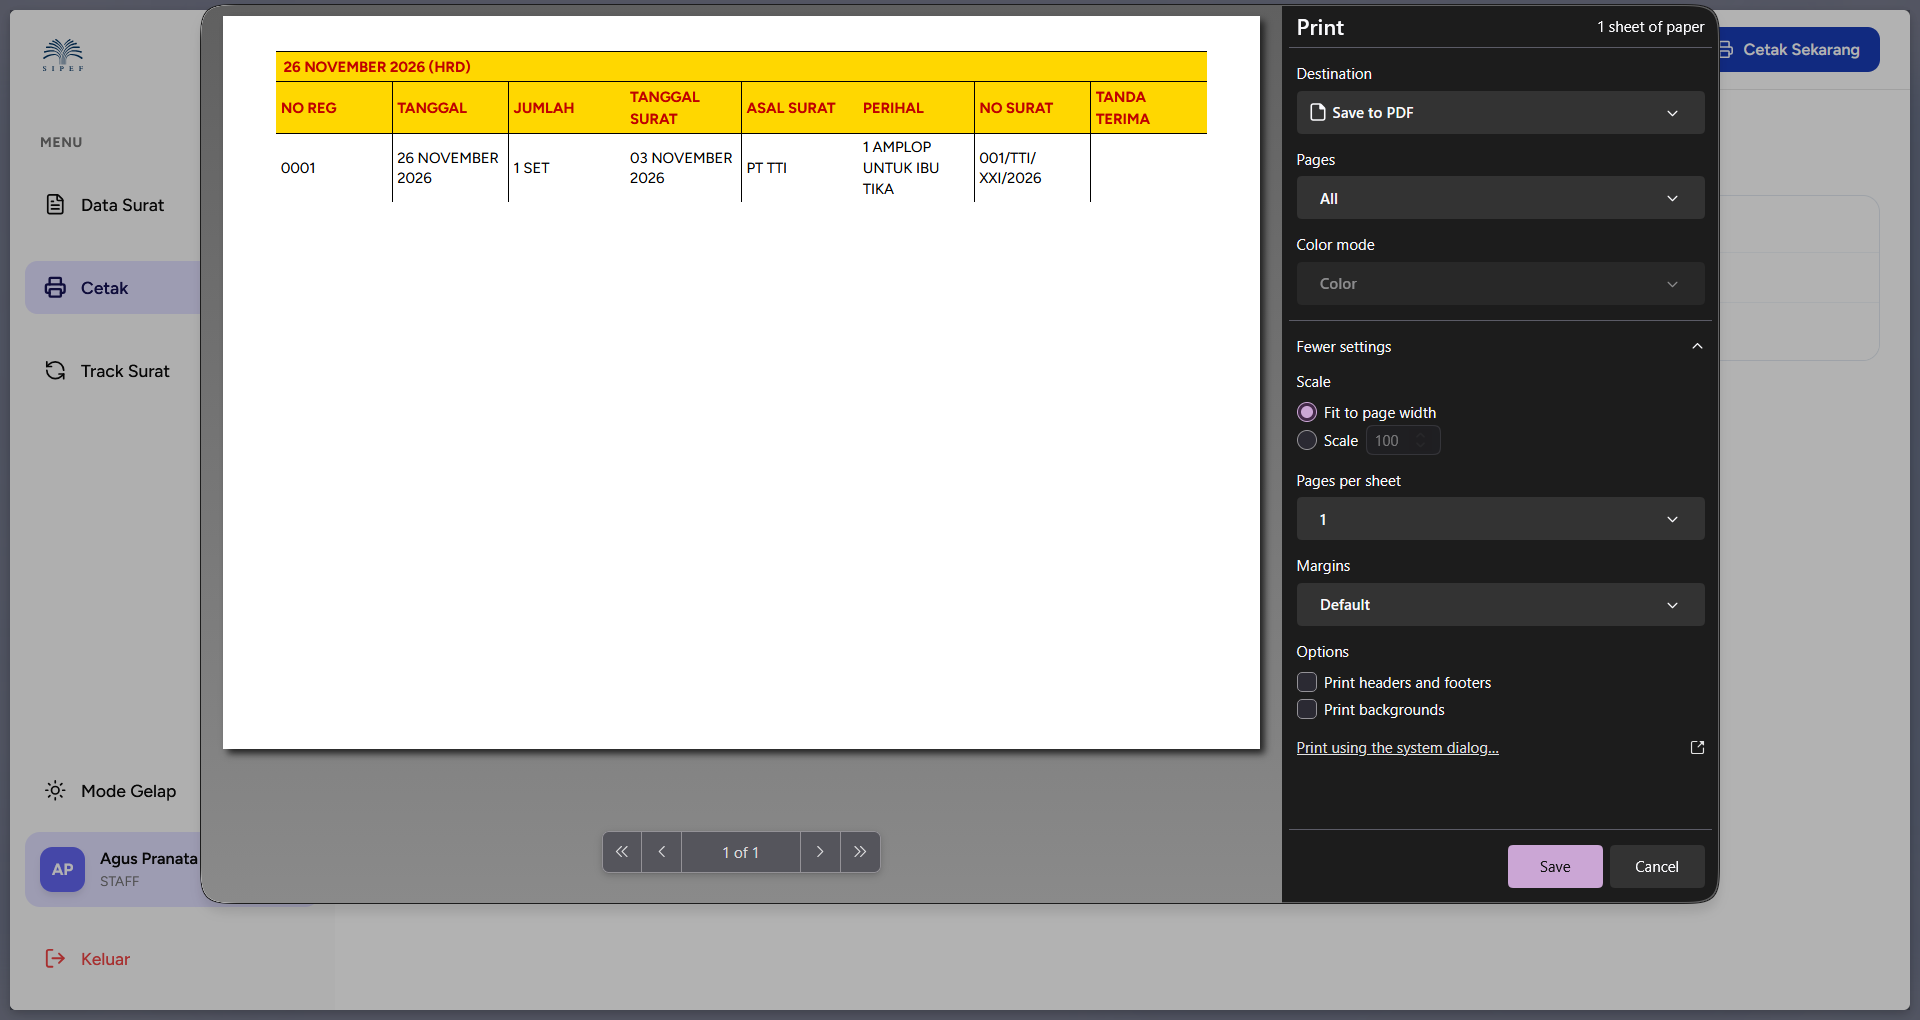 SIPEF
MENU
Data Surat
Cetak
Track Surat
Mode Gelap
AP
Agus Pranata
STAFF
Keluar
Cetak Sekarang
26 NOVEMBER 2026 (HRD)
NO REG
TANGGAL
JUMLAH
TANGGAL
SURAT
ASAL SURAT
PERIHAL
NO SURAT
TANDA
TERIMA
0001
26 NOVEMBER
2026
1 SET
03 NOVEMBER
2026
PT TTI
1 AMPLOP
UNTUK IBU
TIKA
001/TTI/
XXI/2026
1 of 1
Print
1 sheet of paper
Destination
Save to PDF
Pages
All
Color mode
Color
Fewer settings
Scale
Fit to page width
Scale 100
Pages per sheet
1
Margins
Default
Options
Print headers and footers
Print backgrounds
Print using the system dialog...
Save
Cancel